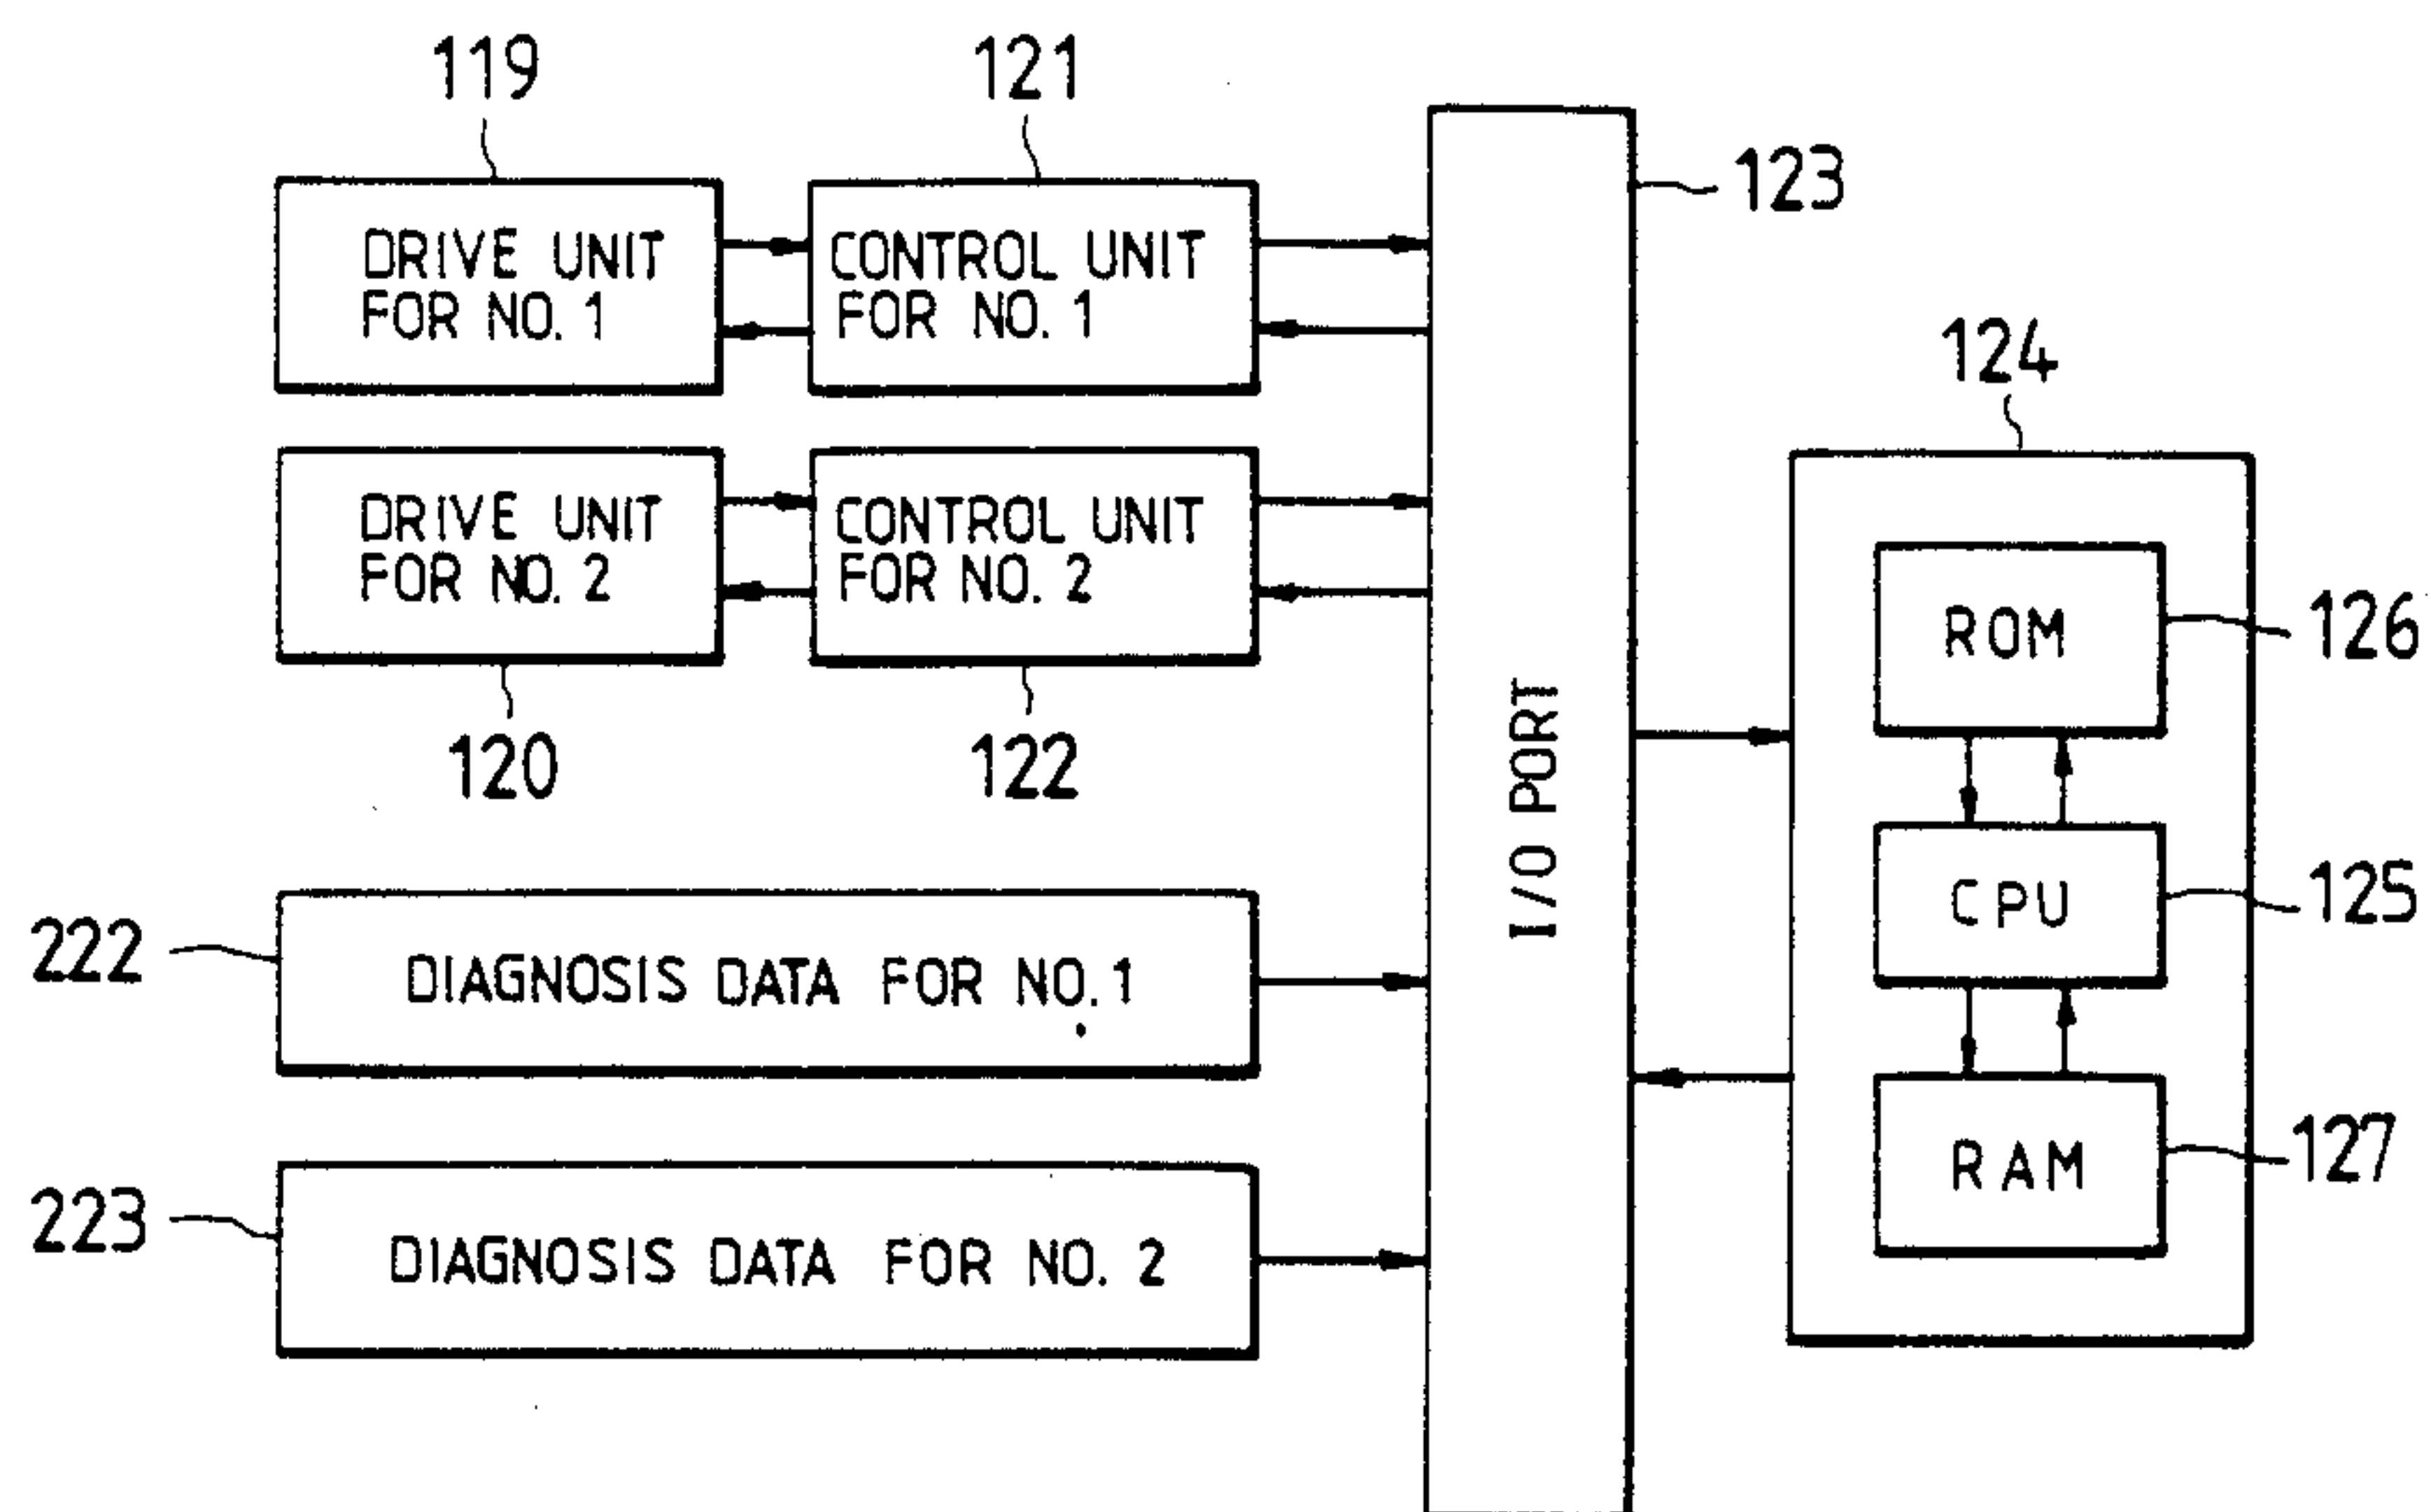 119
121
123
DRIVE UNIT
FOR NO. 1
CONTROL UNIT
FOR NO. 1
124
DRIVE UNIT
FOR NO. 2
CONTROL UNIT
FOR NO. 2
120
122
I/O PORT
ROM
126
CPU
125
RAM
127
222
DIAGNOSIS DATA FOR NO. 1
223
DIAGNOSIS DATA FOR NO. 2